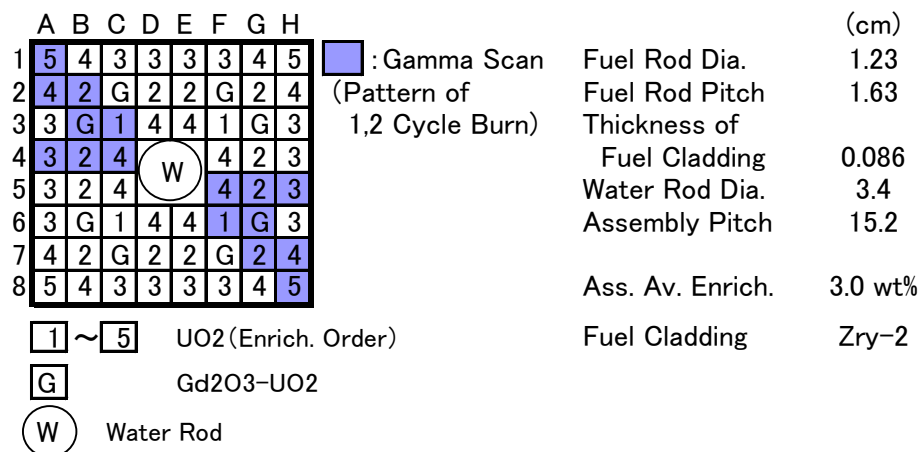 A B C D E F G H (cm)
1 5 4 3 3 3 3 4 5 : Gamma Scan Fuel Rod Dia. 1.23
2 4 2 G 2 2 G 2 4 (Pattern of Fuel Rod Pitch 1.63
3 3 G 1 4 4 1 G 3 1,2 Cycle Burn) Thickness of
4 3 2 4 W 4 2 3 Fuel Cladding 0.086
5 3 2 4 4 2 3 Water Rod Dia. 3.4
6 3 G 1 4 4 1 G 3 Assembly Pitch 15.2
7 4 2 G 2 2 G 2 4
8 5 4 3 3 3 3 4 5 Ass. Av. Enrich. 3.0 wt%
1 ～ 5 UO2(Enrich. Order) Fuel Cladding Zry-2
G Gd2O3-UO2
W Water Rod